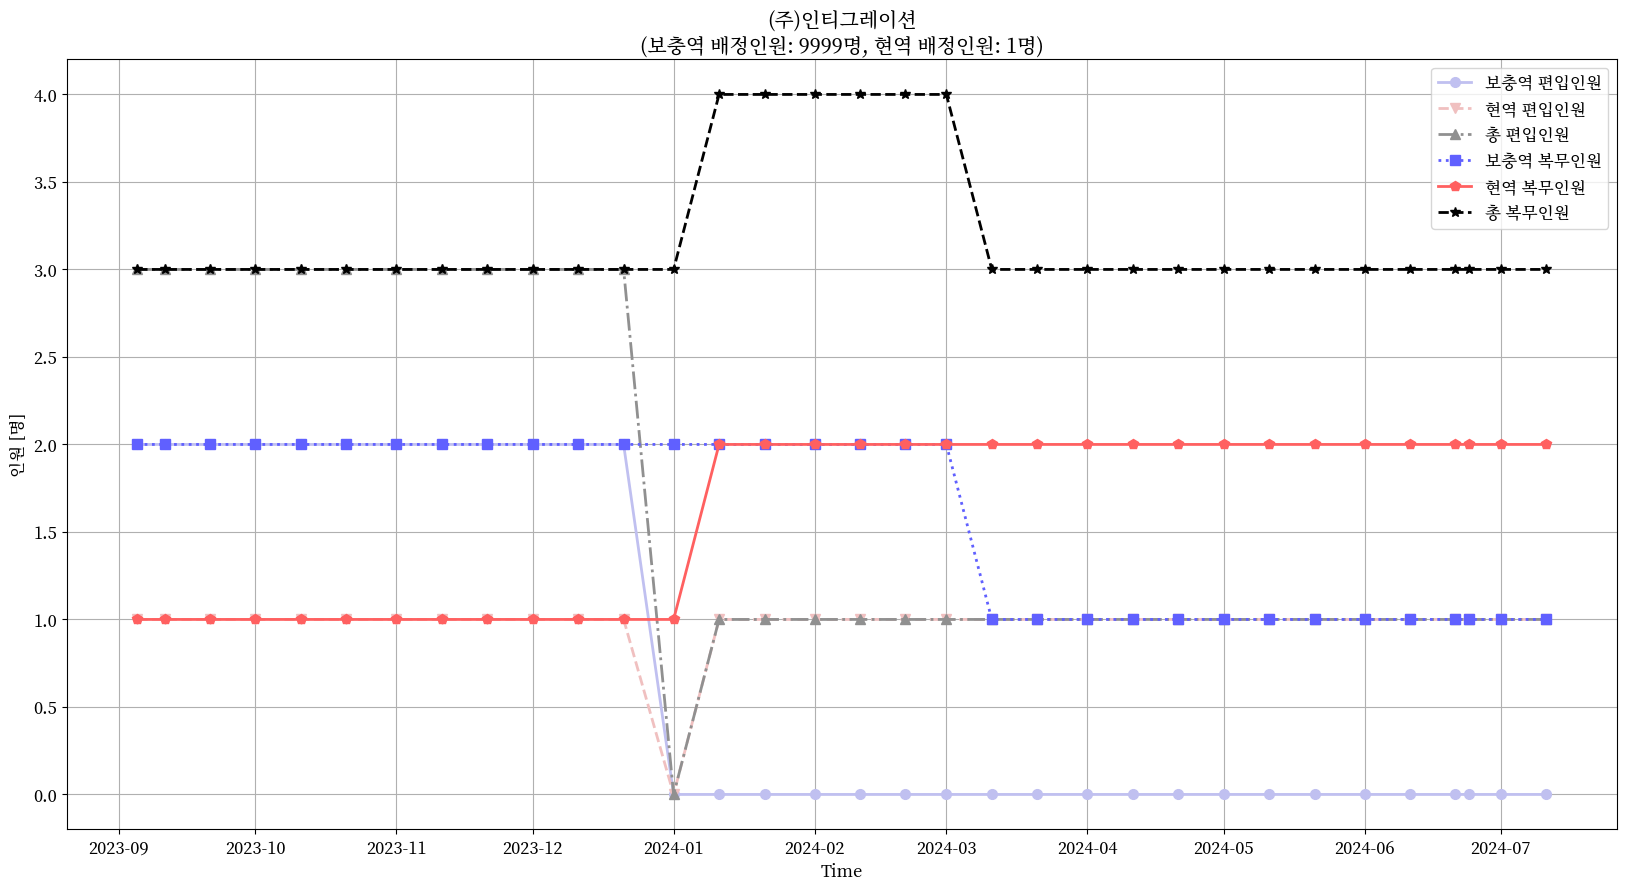 (주)인티그레이션
(보충역 배정인원: 9999명, 현역 배정인원: 1명)
보충역 편입인원
현역 편입인원
총 편입인원
보충역 복무인원
현역 복무인원
총 복무인원
인원 [명]
4.0
3.5
3.0
2.5
2.0
1.5
1.0
0.5
0.0
2023-09 2023-10 2023-11 2023-12 2024-01 2024-02 2024-03 2024-04 2024-05 2024-06 2024-07
Time